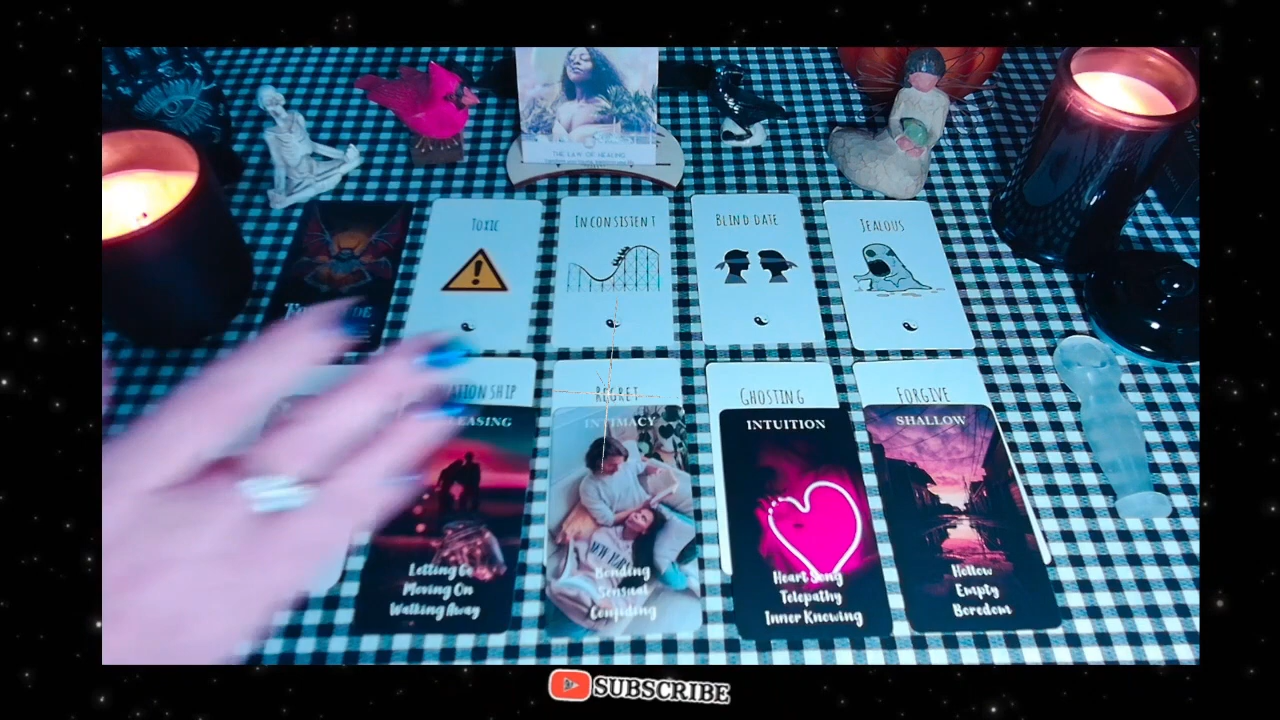 THE LAW OF HEALING
TOXIC
INCONSISTENT
BLIND DATE
JEALOUS
REGRET
GHOSTING
FORGIVE
INTIMACY
INTUITION
SHALLOW
Letting Go
Moving On
Walking Away
Bonding
Sensual
Confiding
Heart Song
Telepathy
Inner Knowing
Hollow
Empty
Boredom
SUBSCRIBE